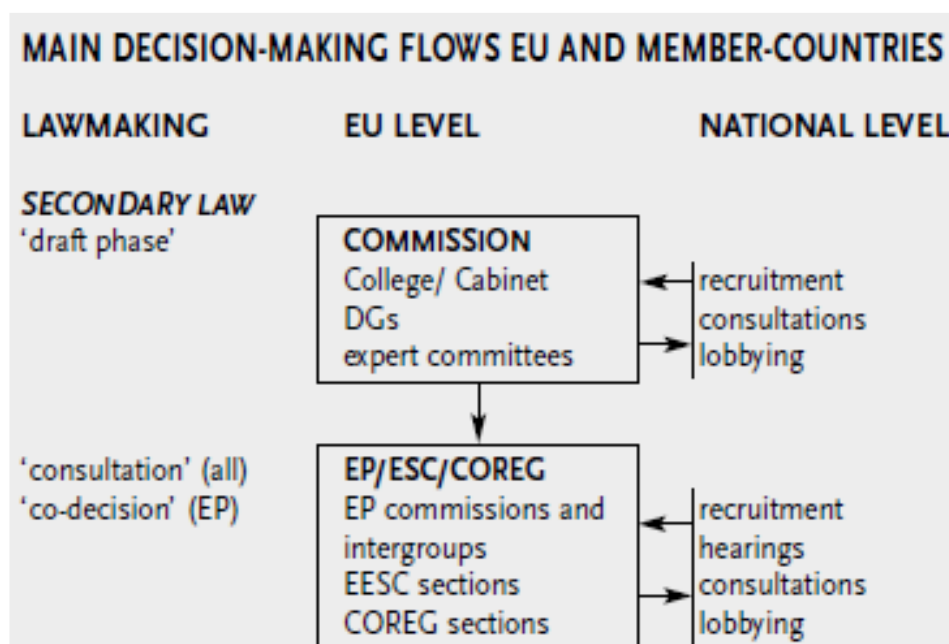 MAIN DECISION-MAKING FLOWS EU AND MEMBER-COUNTRIES
LAWMAKING EU LEVEL NATIONAL LEVEL
SECONDARY LAW
‘draft phase’ COMMISSION
College/ Cabinet recruitment
DGs consultations
expert committees lobbying
‘consultation’ (all) EP/ESC/COREG
‘co-decision’ (EP) EP commissions and recruitment
intergroups hearings
EESC sections consultations
COREG sections lobbying